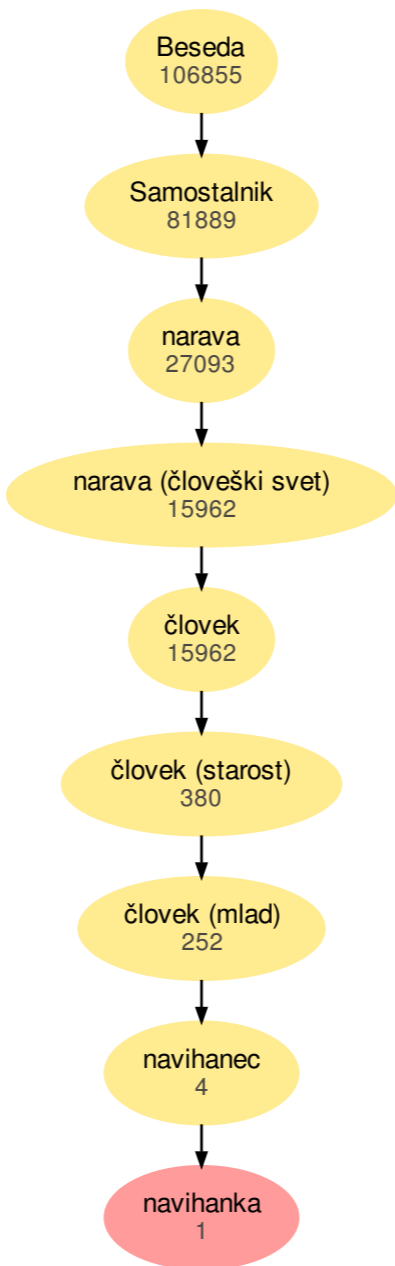 Beseda
106855
Samostalnik
81889
narava
27093
narava (človeški svet)
15962
človek
15962
človek (starost)
380
človek (mlad)
252
navihanec
4
navihanka
1